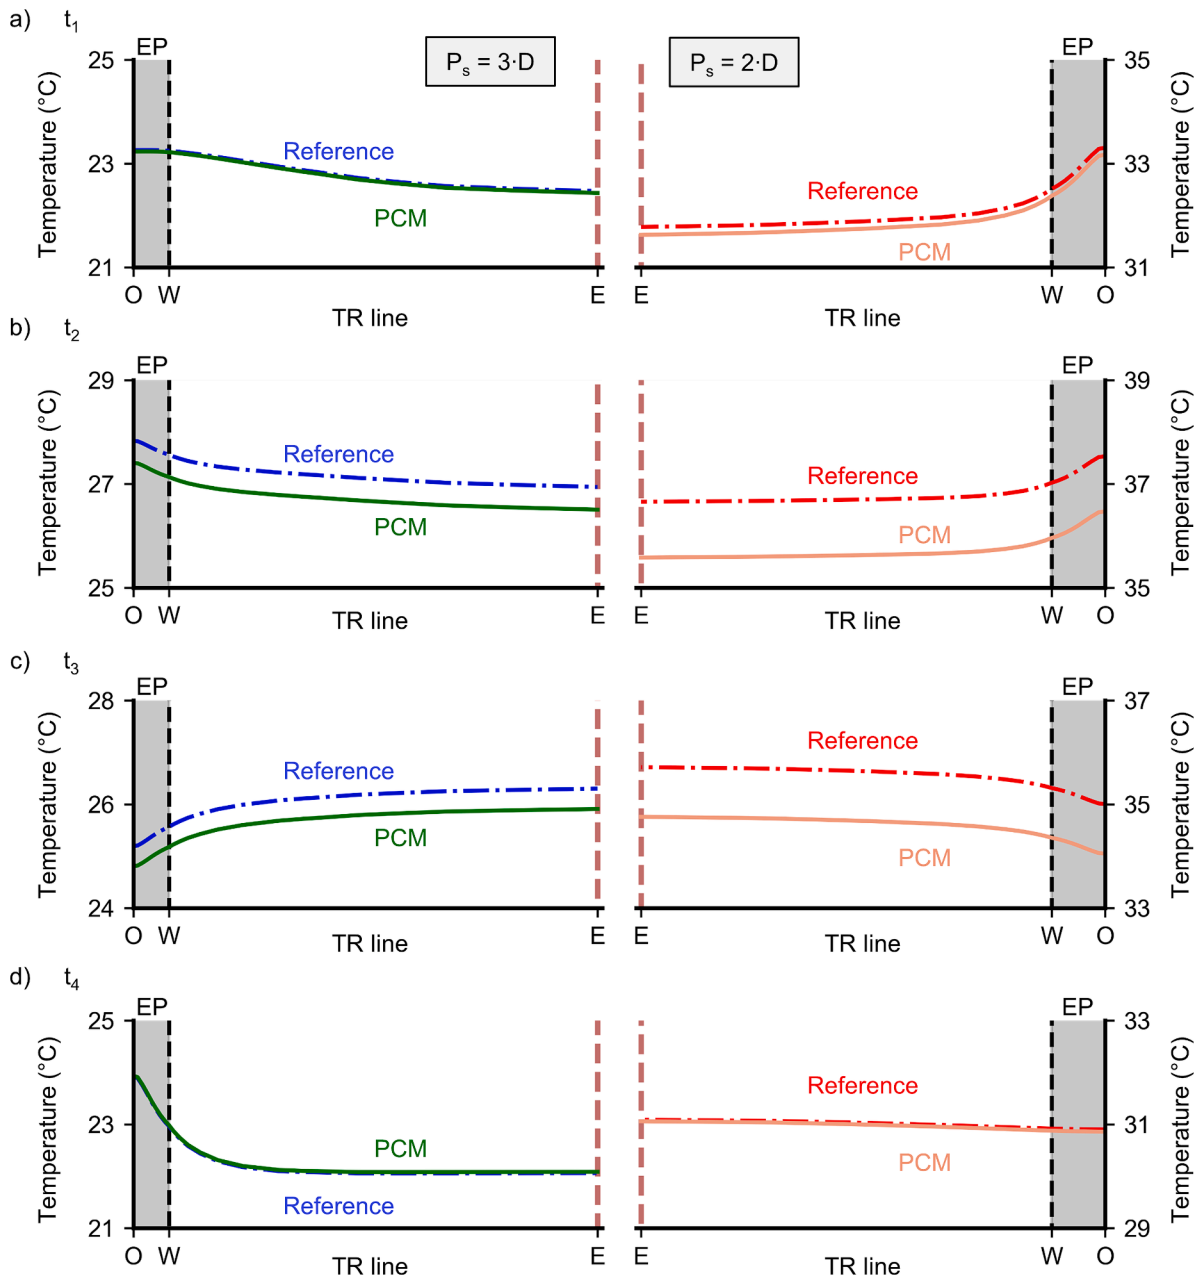 a) t1
EP
EP
Ps = 3·D
Ps = 2·D
25
23
21
Temperature (°C)
Reference
PCM
O W E
TR line
35
33
31
Temperature (°C)
Reference
PCM
E W O
TR line
b) t2
EP
EP
29
27
25
Temperature (°C)
Reference
PCM
O W E
TR line
39
37
35
Temperature (°C)
Reference
PCM
E W O
TR line
c) t3
EP
EP
28
26
24
Temperature (°C)
Reference
PCM
O W E
TR line
37
35
33
Temperature (°C)
Reference
PCM
E W O
TR line
d) t4
EP
EP
25
23
21
Temperature (°C)
PCM
Reference
O W E
TR line
33
31
29
Temperature (°C)
Reference
PCM
E W O
TR line